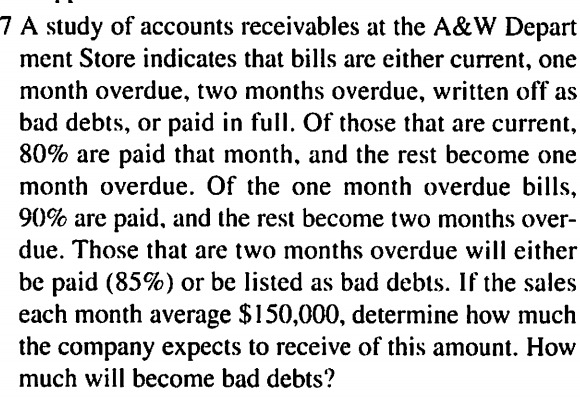 7 A study of accounts receivables at the A&W Depart
ment Store indicates that bills are either current, one
month overdue, two months overdue, written off as
bad debts, or paid in full. Of those that are current,
80% are paid that month, and the rest become one
month overdue. Of the one month overdue bills,
90% are paid, and the rest become two months over-
due. Those that are two months overdue will either
be paid (85%) or be listed as bad debts. If the sales
each month average $150,000, determine how much
the company expects to receive of this amount. How
much will become bad debts?